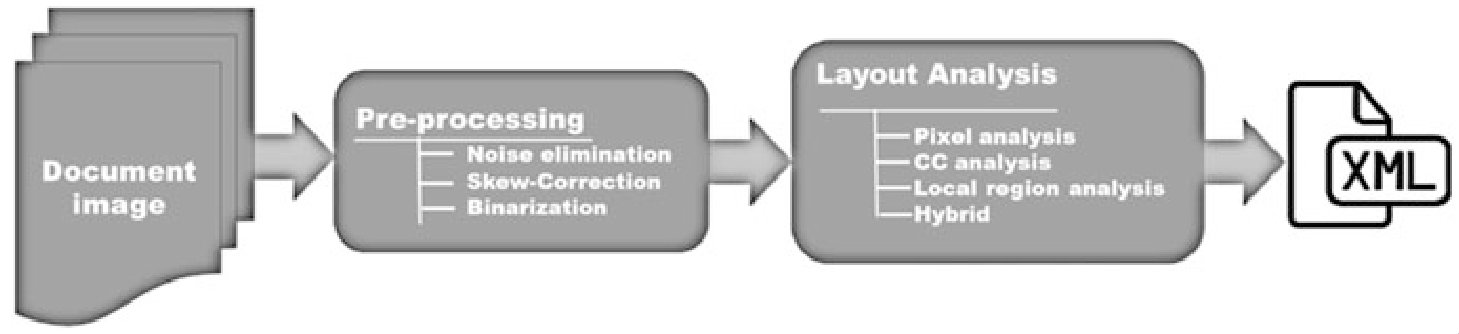 Document
image
Pre-processing
Noise elimination
Skew-Correction
Binarization
Layout Analysis
Pixel analysis
CC analysis
Local region analysis
Hybrid
XML